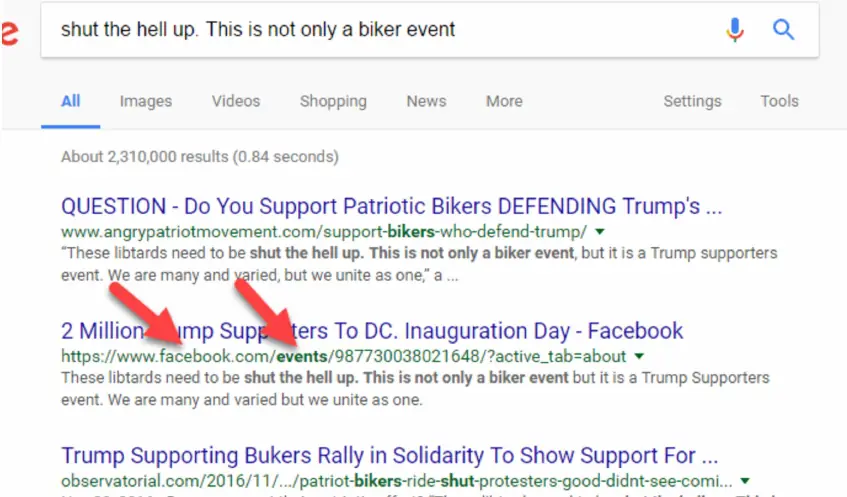 e
shut the hell up. This is not only a biker event
All Images Videos Shopping News More Settings Tools
About 2,310,000 results (0.84 seconds)
QUESTION - Do You Support Patriotic Bikers DEFENDING Trump's ...
www.angrypatriotmovement.com/support-bikers-who-defend-trump/
“These libtards need to be shut the hell up. This is not only a biker event, but it is a Trump supporters
event. We are many and varied, but we unite as one,” a ...
2 Million Trump Supporters To DC. Inauguration Day - Facebook
https://www.facebook.com/events/987730038021648/?active_tab=about
These libtards need to be shut the hell up. This is not only a biker event but it is a Trump Supporters
event. We are many and varied but we unite as one.
Trump Supporting Bukers Rally in Solidarity To Show Support For ...
observatorial.com/2016/11/.../patriot-bikers-ride-shut-protesters-good-didnt-see-comi...